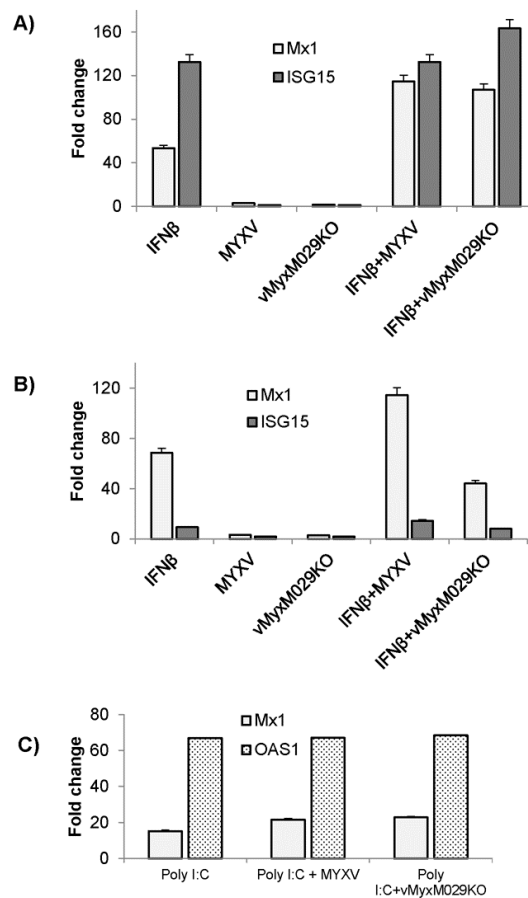 A)
Fold change
160
120
80
40
0
Mx1
ISG15
IFNβ
MYXV
vMyxM029KO
IFNβ+MYXV
IFNβ+vMyxM029KO
B)
Fold change
120
80
40
0
Mx1
ISG15
IFNβ
MYXV
vMyxM029KO
IFNβ+MYXV
IFNβ+vMyxM029KO
C)
Fold change
80
60
40
20
0
Mx1
OAS1
Poly I:C
Poly I:C + MYXV
Poly
I:C+vMyxM029KO